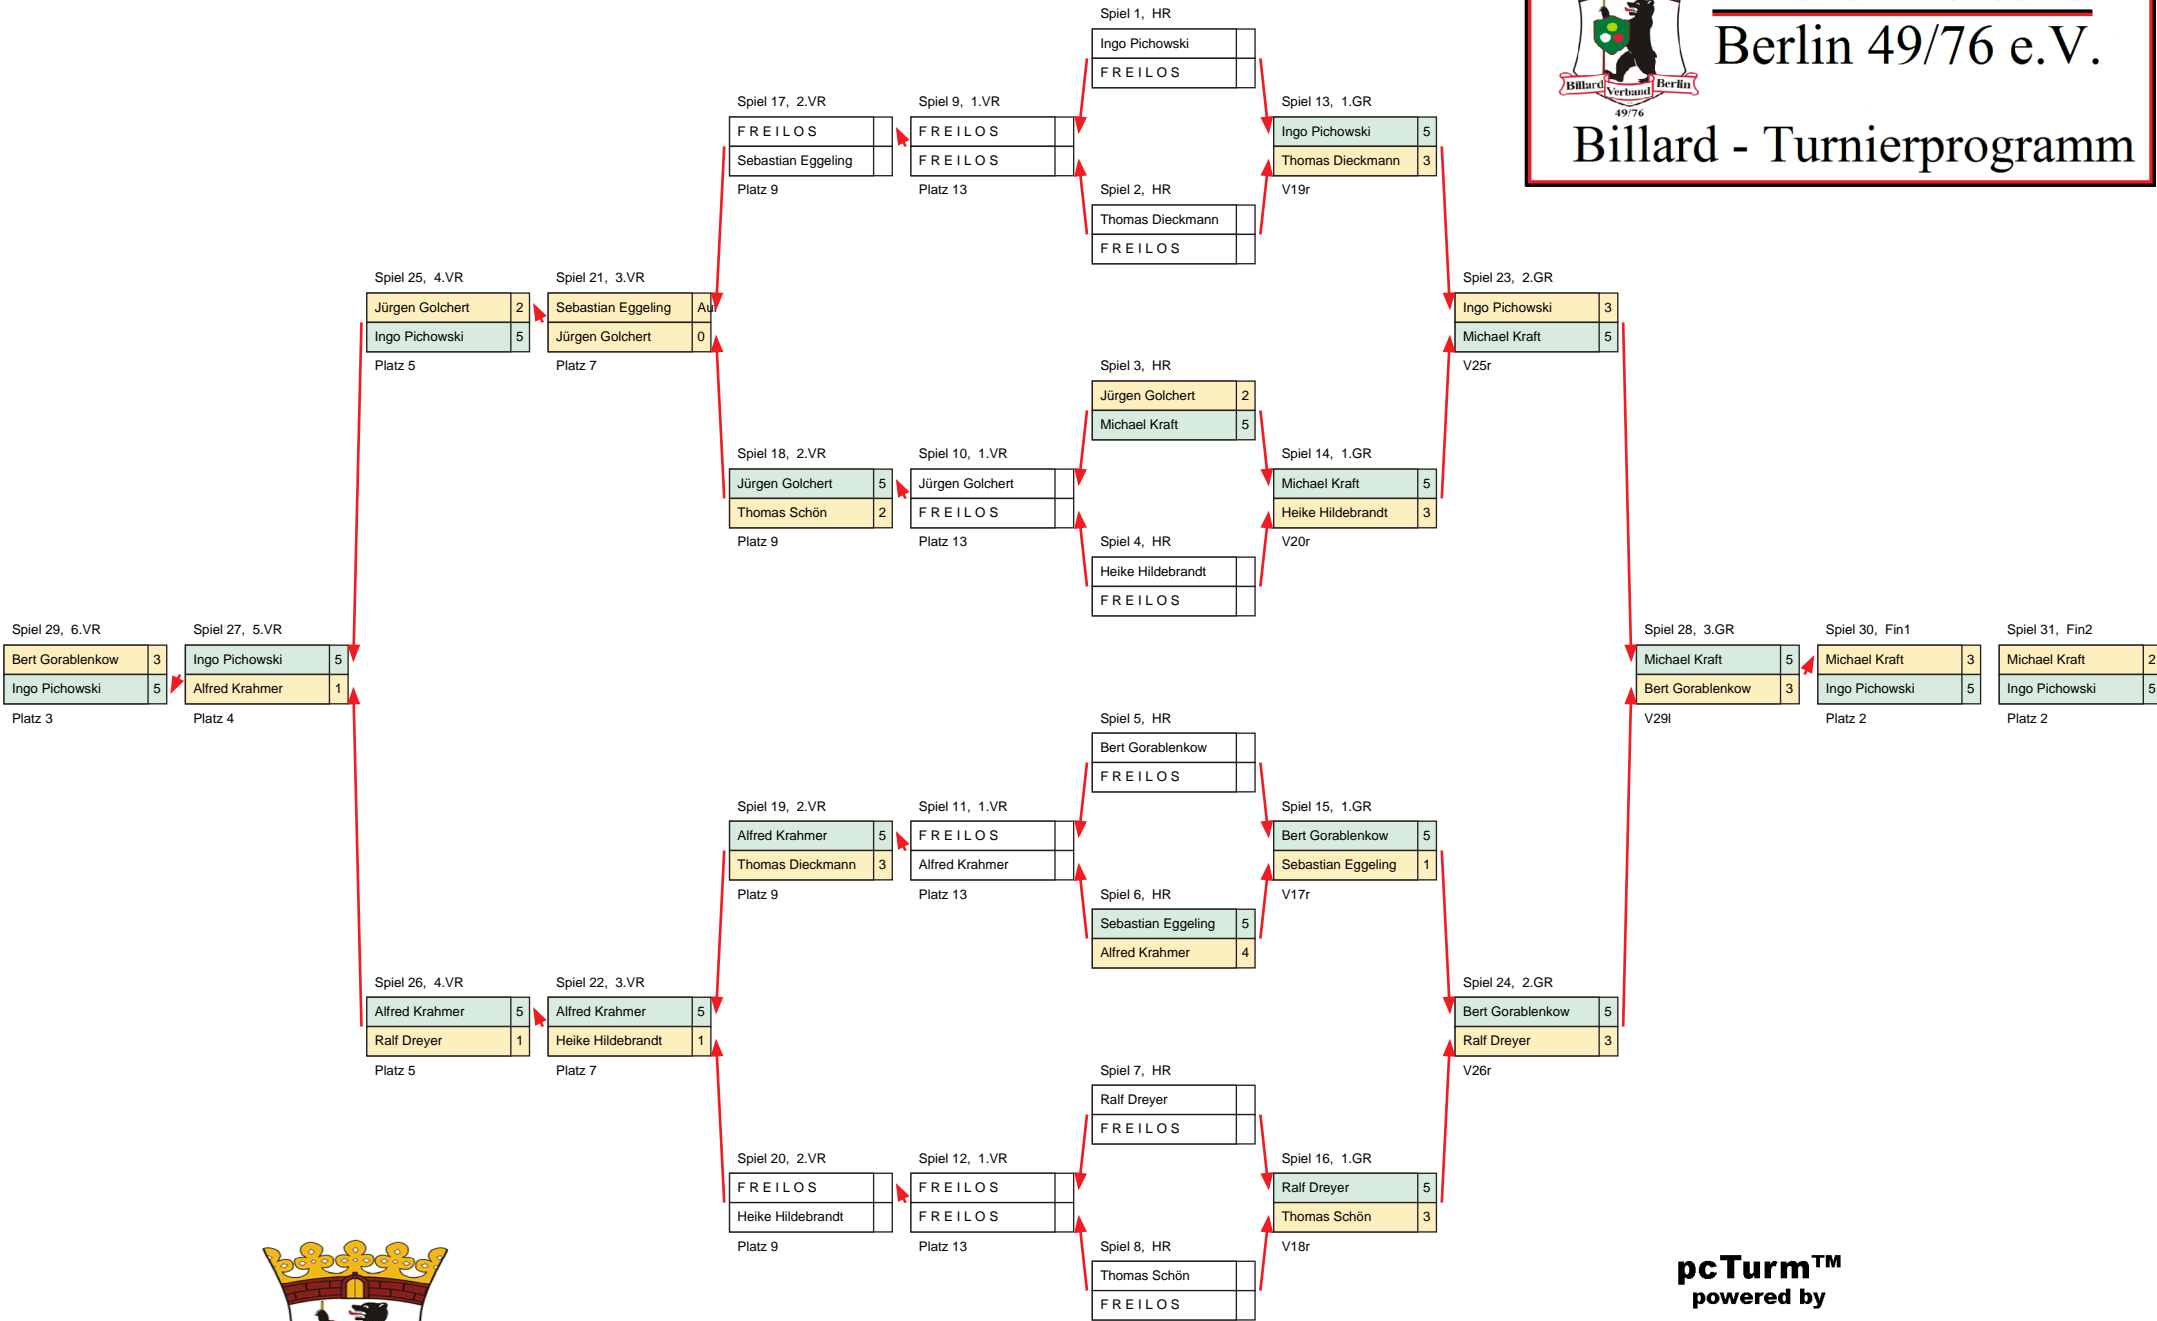 Berlin 49/76 e.V.
Billard Verband Berlin
49/76
Billard - Turnierprogramm
Spiel 1, HR
Ingo Pichowski
FREILOS
Spiel 2, HR
Thomas Dieckmann
FREILOS
Spiel 3, HR
Jürgen Golchert 2
Michael Kraft 5
Spiel 4, HR
Heike Hildebrandt
FREILOS
Spiel 5, HR
Bert Gorablenkow
FREILOS
Spiel 6, HR
Sebastian Eggeling 5
Alfred Krahmer 4
Spiel 7, HR
Ralf Dreyer
FREILOS
Spiel 8, HR
Thomas Schön
FREILOS
Spiel 9, 1.VR
FREILOS
FREILOS
Platz 13
Spiel 10, 1.VR
Jürgen Golchert
FREILOS
Platz 13
Spiel 11, 1.VR
FREILOS
Alfred Krahmer
Platz 13
Spiel 12, 1.VR
FREILOS
FREILOS
Platz 13
Spiel 13, 1.GR
Ingo Pichowski 5
Thomas Dieckmann 3
V19r
Spiel 14, 1.GR
Michael Kraft 5
Heike Hildebrandt 3
V20r
Spiel 15, 1.GR
Bert Gorablenkow 5
Sebastian Eggeling 1
V17r
Spiel 16, 1.GR
Ralf Dreyer 5
Thomas Schön 3
V18r
Spiel 17, 2.VR
FREILOS
Sebastian Eggeling
Platz 9
Spiel 18, 2.VR
Jürgen Golchert 5
Thomas Schön 2
Platz 9
Spiel 19, 2.VR
Alfred Krahmer 5
Thomas Dieckmann 3
Platz 9
Spiel 20, 2.VR
FREILOS
Heike Hildebrandt
Platz 9
Spiel 21, 3.VR
Sebastian Eggeling
Jürgen Golchert 0
Platz 7
Spiel 22, 3.VR
Alfred Krahmer 5
Heike Hildebrandt 1
Platz 7
Spiel 23, 2.GR
Ingo Pichowski 3
Michael Kraft 5
V25r
Spiel 24, 2.GR
Bert Gorablenkow 5
Ralf Dreyer 3
V26r
Spiel 25, 4.VR
Jürgen Golchert 2
Ingo Pichowski 5
Platz 5
Spiel 26, 4.VR
Alfred Krahmer 5
Ralf Dreyer 1
Platz 5
Spiel 27, 5.VR
Ingo Pichowski 5
Alfred Krahmer 1
Platz 4
Spiel 28, 3.GR
Michael Kraft 5
Bert Gorablenkow 3
V29l
Spiel 29, 6.VR
Bert Gorablenkow 3
Ingo Pichowski 5
Platz 3
Spiel 30, Fin1
Michael Kraft 3
Ingo Pichowski 5
Platz 2
Spiel 31, Fin2
Michael Kraft 2
Ingo Pichowski 5
Platz 2
pcTurm™
powered by